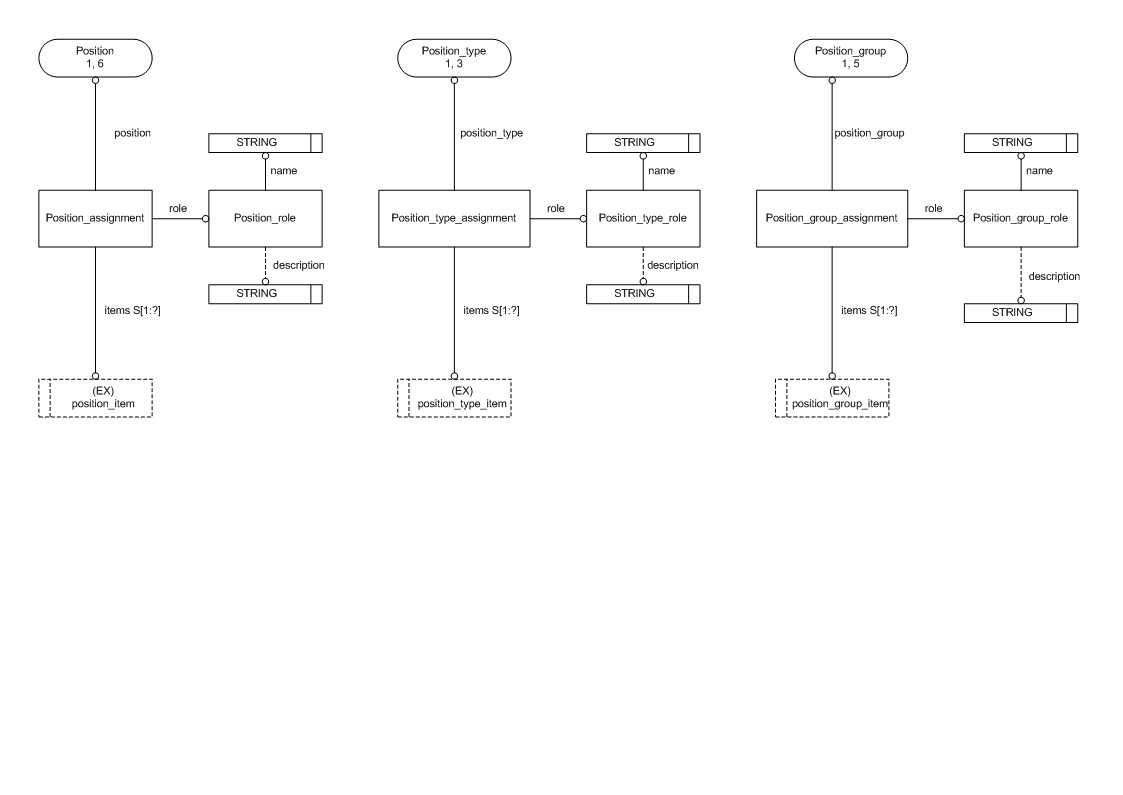 Position
1, 6
position
STRING
name
Position_assignment
role
Position_role
description
STRING
items S[1:?]
(EX)
position_item
Position_type
1, 3
position_type
STRING
name
Position_type_assignment
role
Position_type_role
description
STRING
items S[1:?]
(EX)
position_type_item
Position_group
1, 5
position_group
STRING
name
Position_group_assignment
role
Position_group_role
description
STRING
items S[1:?]
(EX)
position_group_item